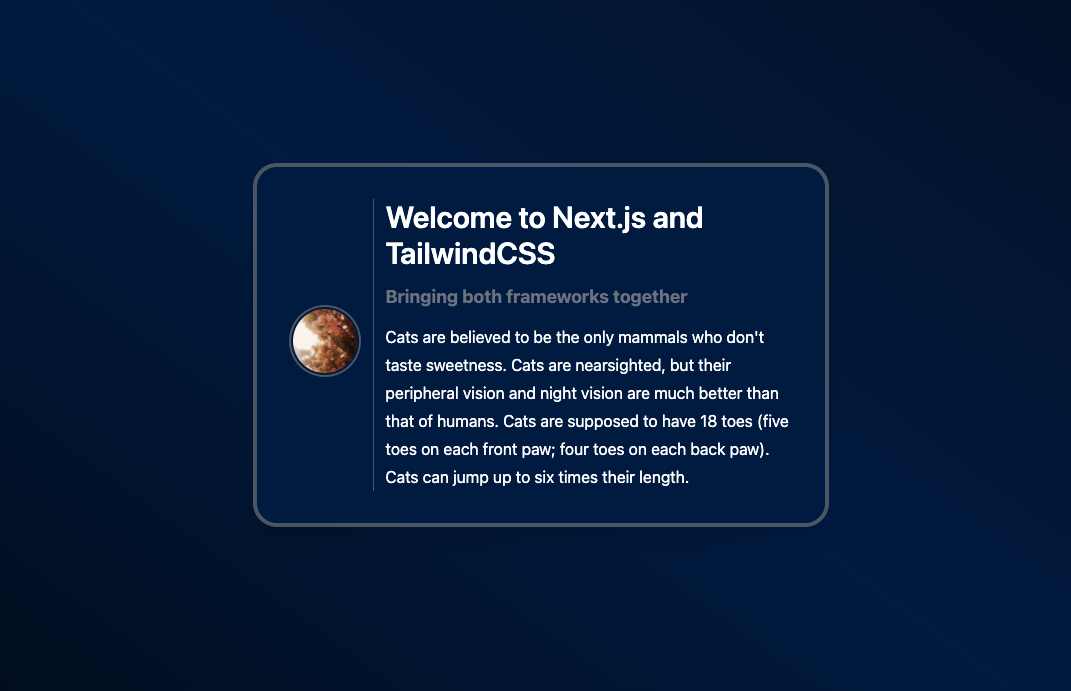 Welcome to Next.js and
TailwindCSS
Bringing both frameworks together
Cats are believed to be the only mammals who don't
taste sweetness. Cats are nearsighted, but their
peripheral vision and night vision are much better than
that of humans. Cats are supposed to have 18 toes (five
toes on each front paw; four toes on each back paw).
Cats can jump up to six times their length.